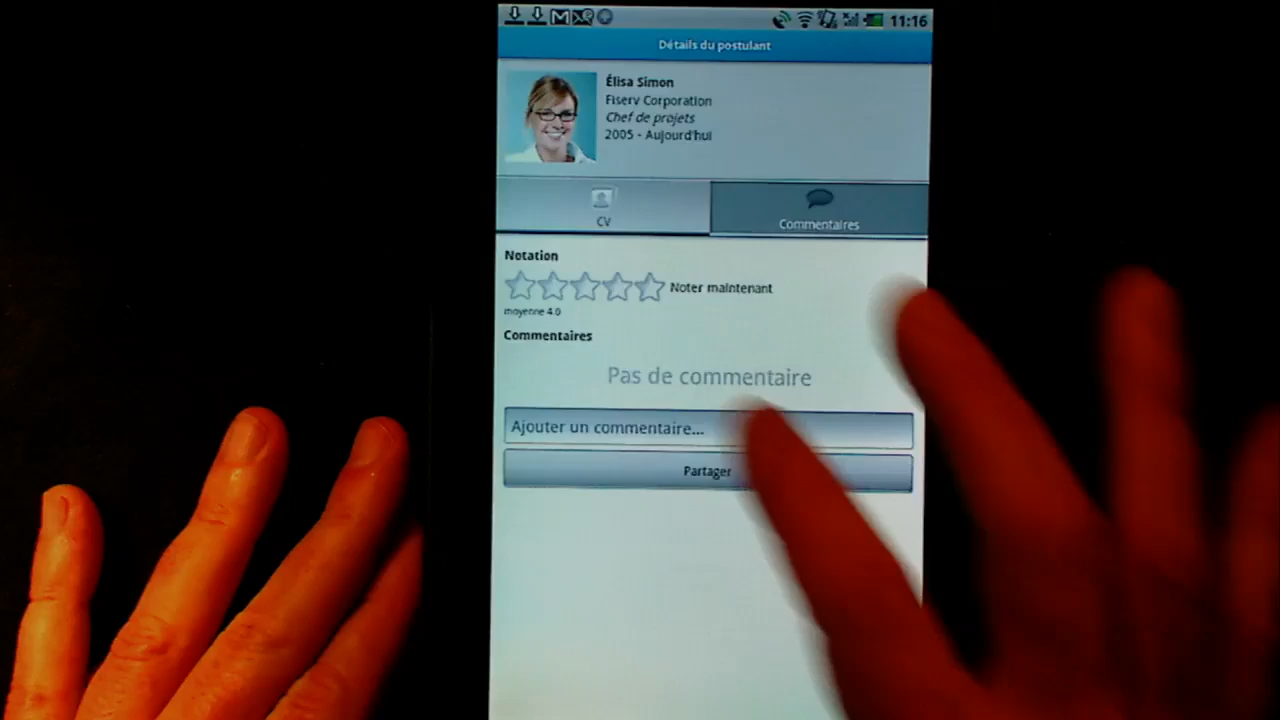 11:16
Détails du postulant
Élisa Simon
Fiserv Corporation
Chef de projets
2005 - Aujourd'hui
CV
Commentaires
Notation
Noter maintenant
moyenne 4.0
Commentaires
Pas de commentaire
Ajouter un commentaire...
Partager